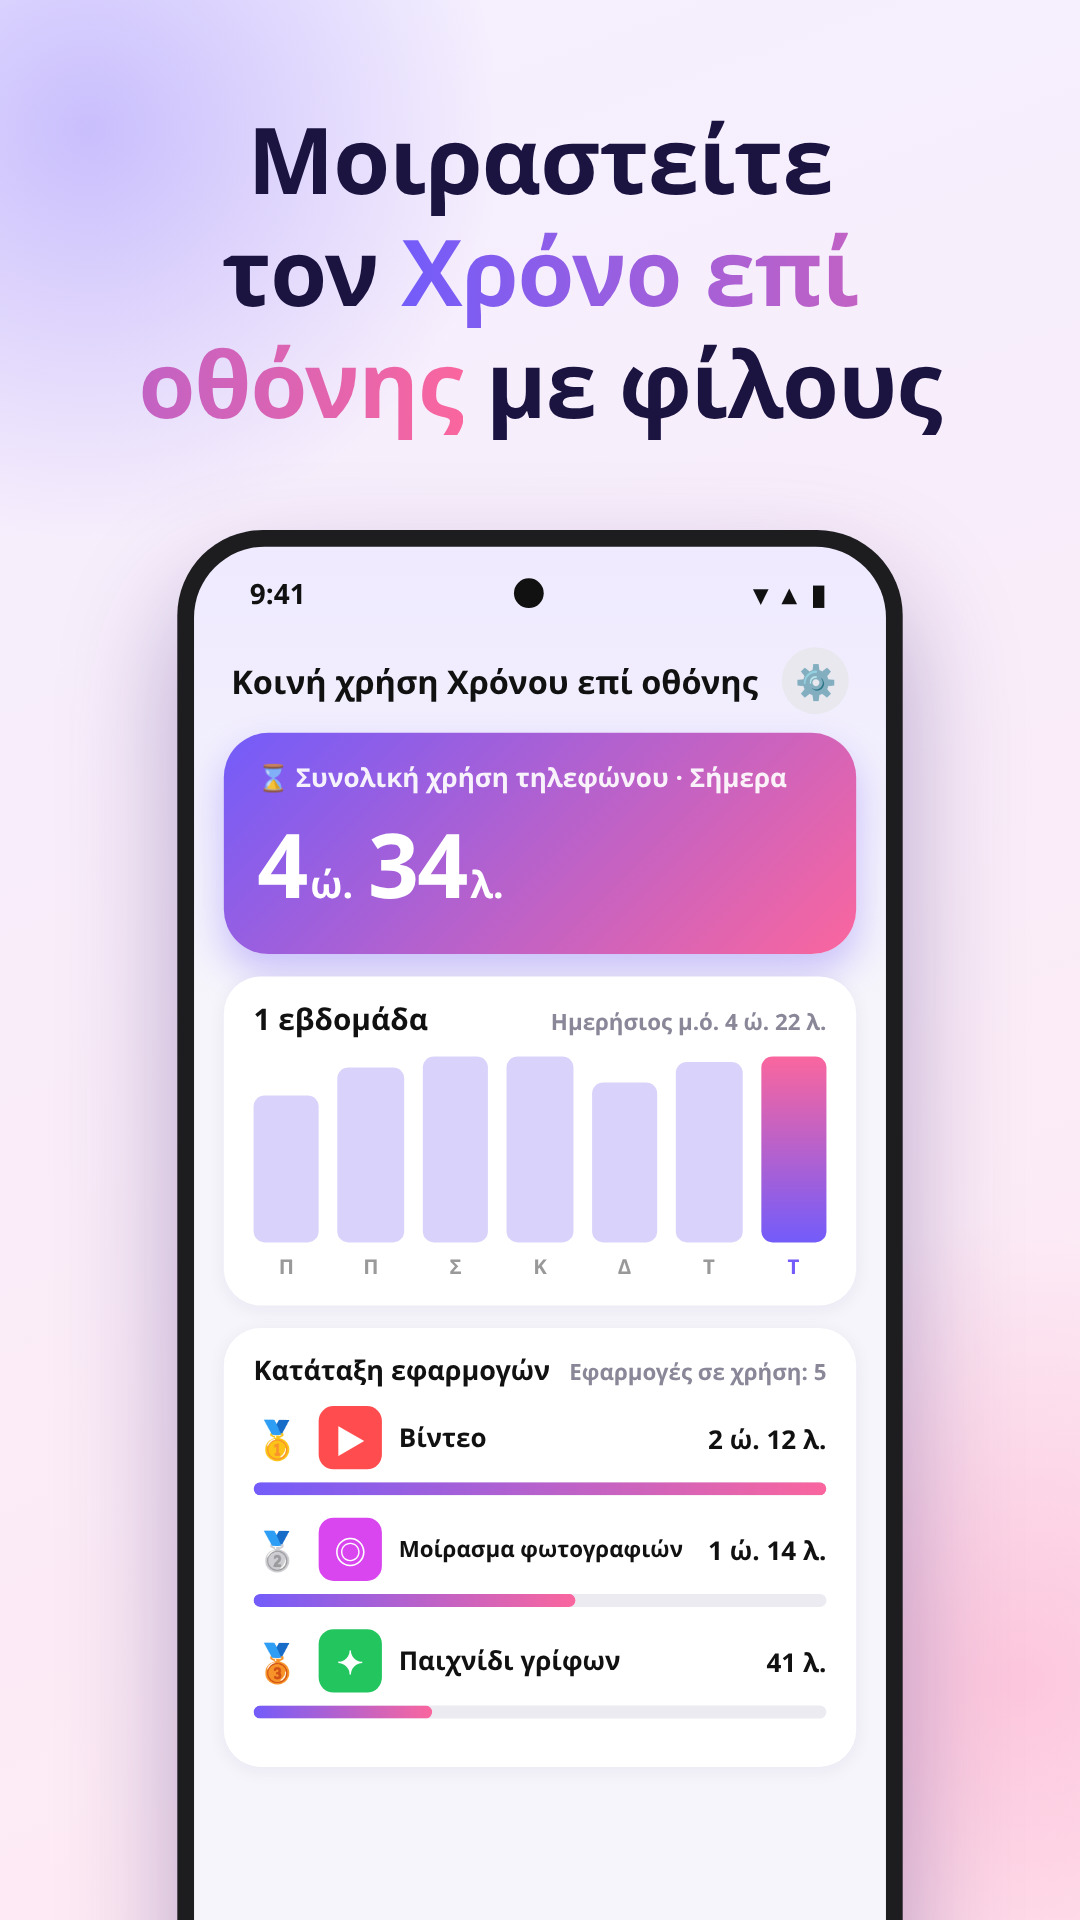 Μοιραστείτε
τον Χρόνο επί
οθόνης με φίλους
9:41
Κοινή χρήση Χρόνου επί οθόνης
⌛ Συνολική χρήση τηλεφώνου · Σήμερα
4ώ. 34λ.
1 εβδομάδα
Ημερήσιος μ.ό. 4 ώ. 22 λ.
Π Π Σ Κ Δ Τ Τ
Κατάταξη εφαρμογών
Εφαρμογές σε χρήση: 5
🥇 Βίντεο 2 ώ. 12 λ.
🥈 Μοίρασμα φωτογραφιών 1 ώ. 14 λ.
🥉 Παιχνίδι γρίφων 41 λ.